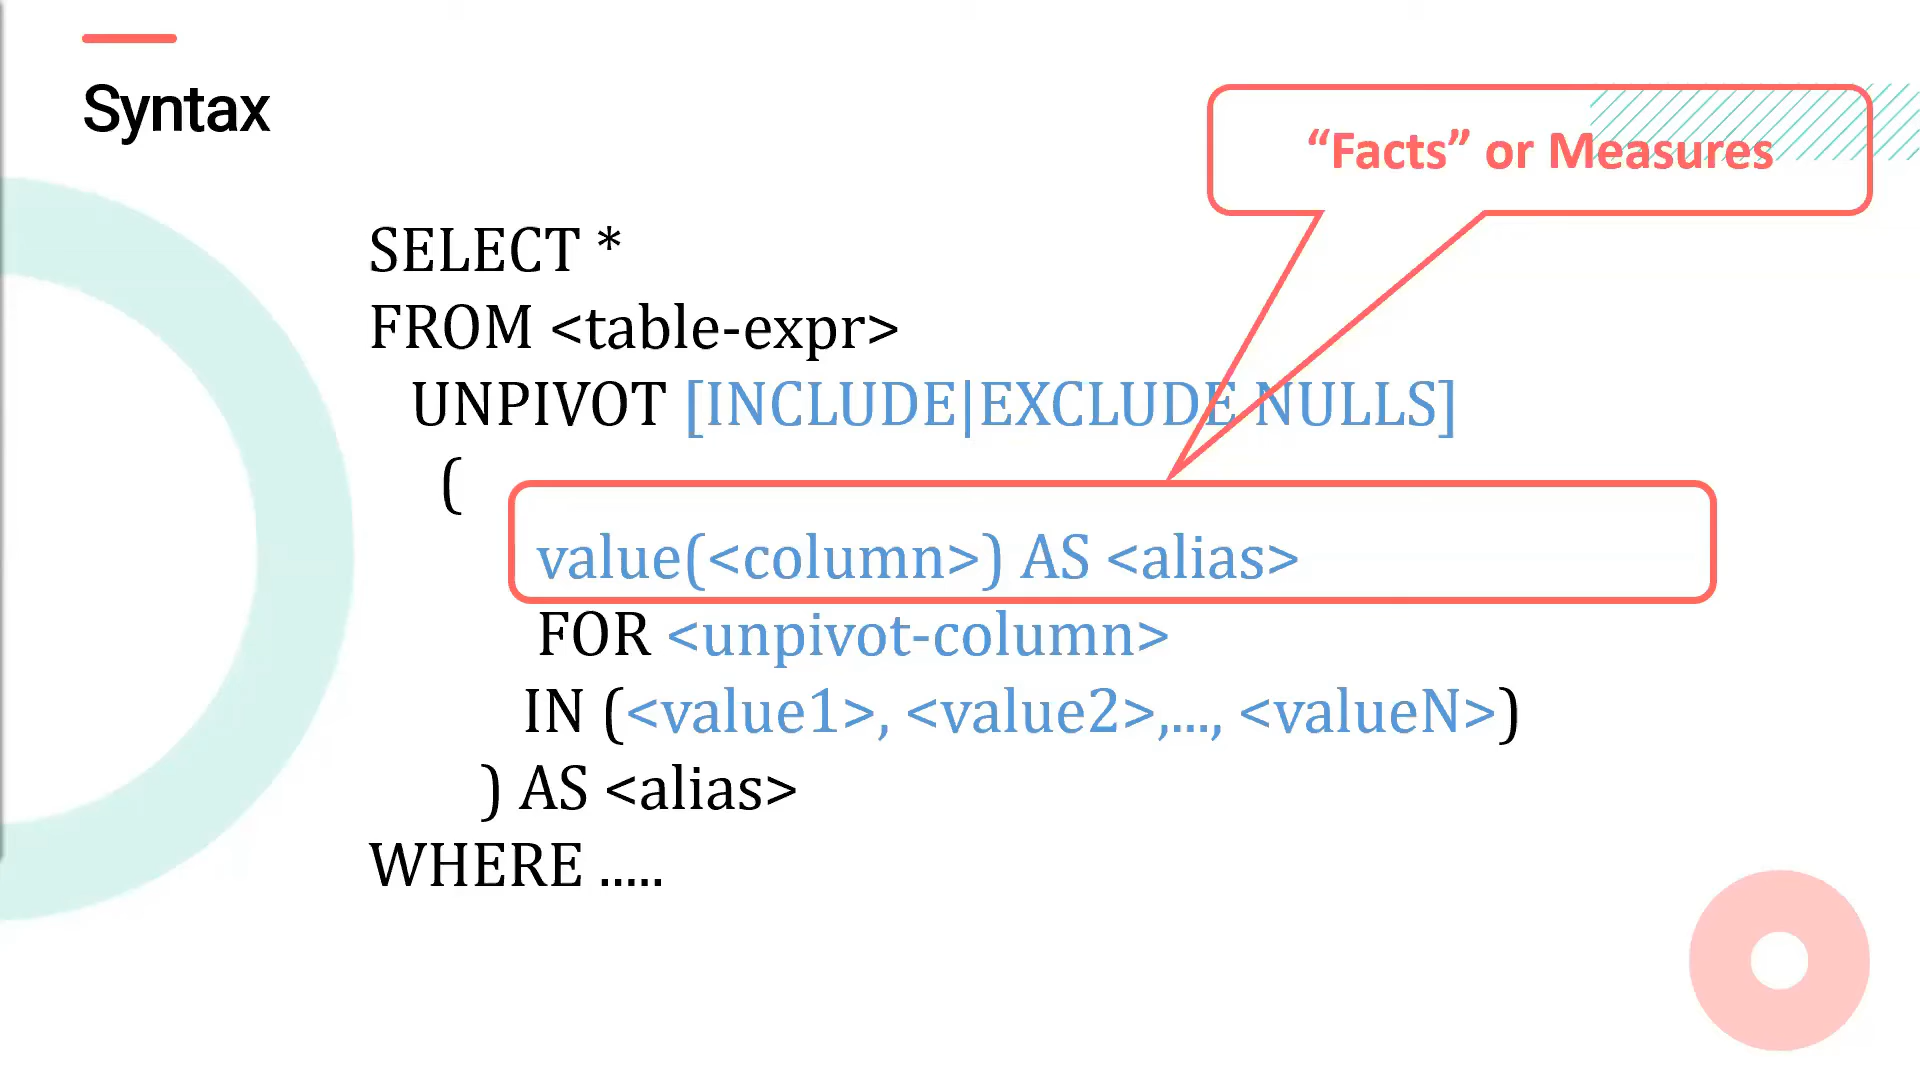 Syntax
“Facts” or Measures
SELECT *
FROM <table-expr>
UNPIVOT [INCLUDE|EXCLUDE NULLS]
(
value(<column>) AS <alias>
FOR <unpivot-column>
IN (<value1>, <value2>,..., <valueN>)
) AS <alias>
WHERE .....